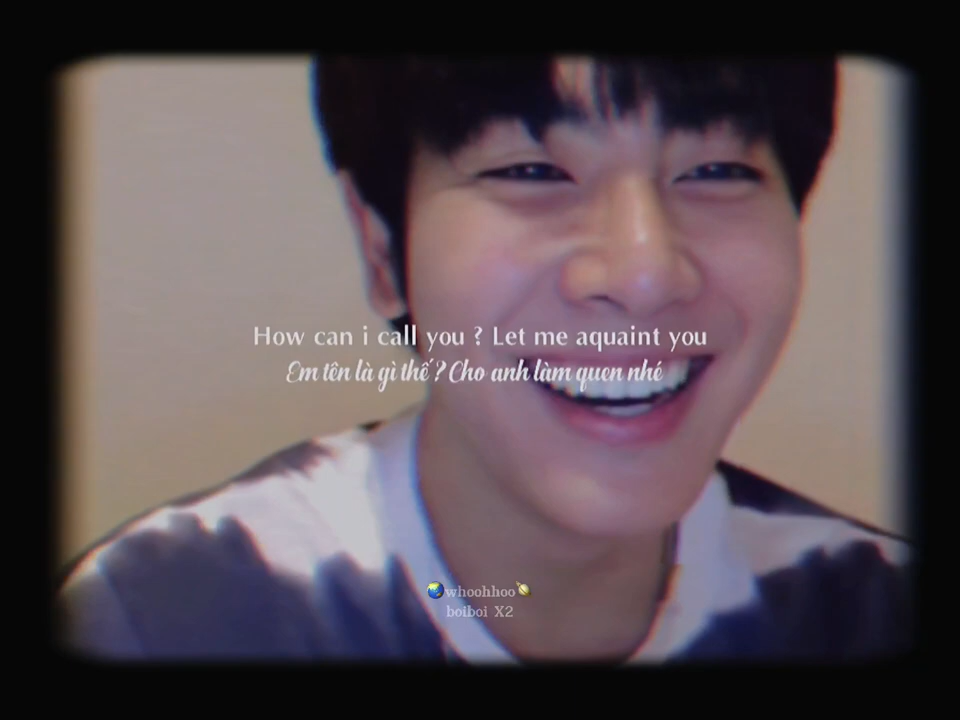 How can i call you ? Let me aquaint you
Em tên là gì thế ? Cho anh làm quen nhé
whoohhoo
boiboi X2